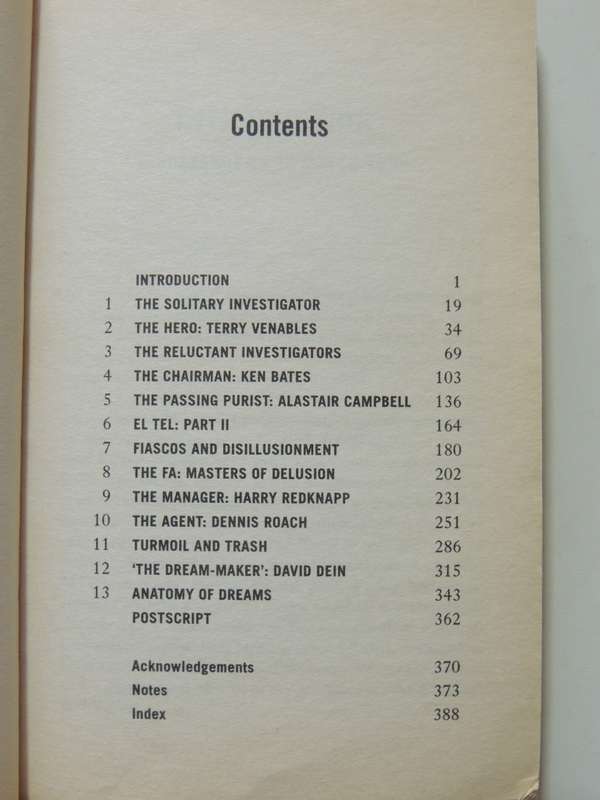 Contents
INTRODUCTION 1
1 THE SOLITARY INVESTIGATOR 19
2 THE HERO: TERRY VENABLES 34
3 THE RELUCTANT INVESTIGATORS 69
4 THE CHAIRMAN: KEN BATES 103
5 THE PASSING PURIST: ALASTAIR CAMPBELL 136
6 EL TEL: PART II 164
7 FIASCOS AND DISILLUSIONMENT 180
8 THE FA: MASTERS OF DELUSION 202
9 THE MANAGER: HARRY REDKNAPP 231
10 THE AGENT: DENNIS ROACH 251
11 TURMOIL AND TRASH 286
12 'THE DREAM-MAKER': DAVID DEIN 315
13 ANATOMY OF DREAMS 343
POSTSCRIPT 362
Acknowledgements 370
Notes 373
Index 388